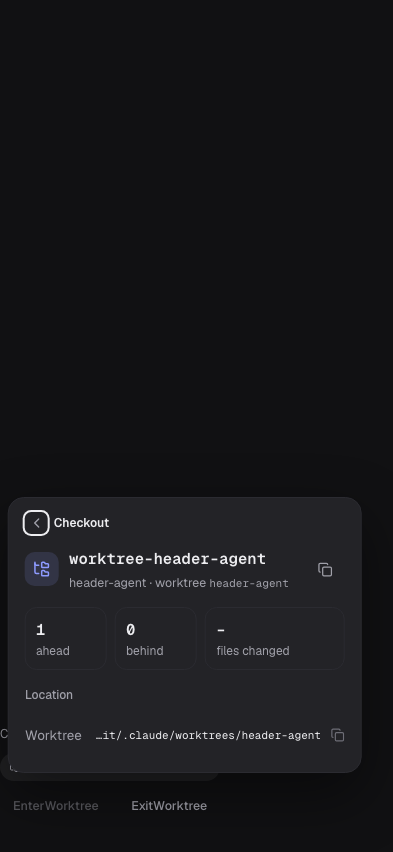 Checkout
worktree-header-agent
header-agent · worktree header-agent
1
ahead
0
behind
–
files changed
Location
Worktree …it/.claude/worktrees/header-agent
EnterWorktree ExitWorktree